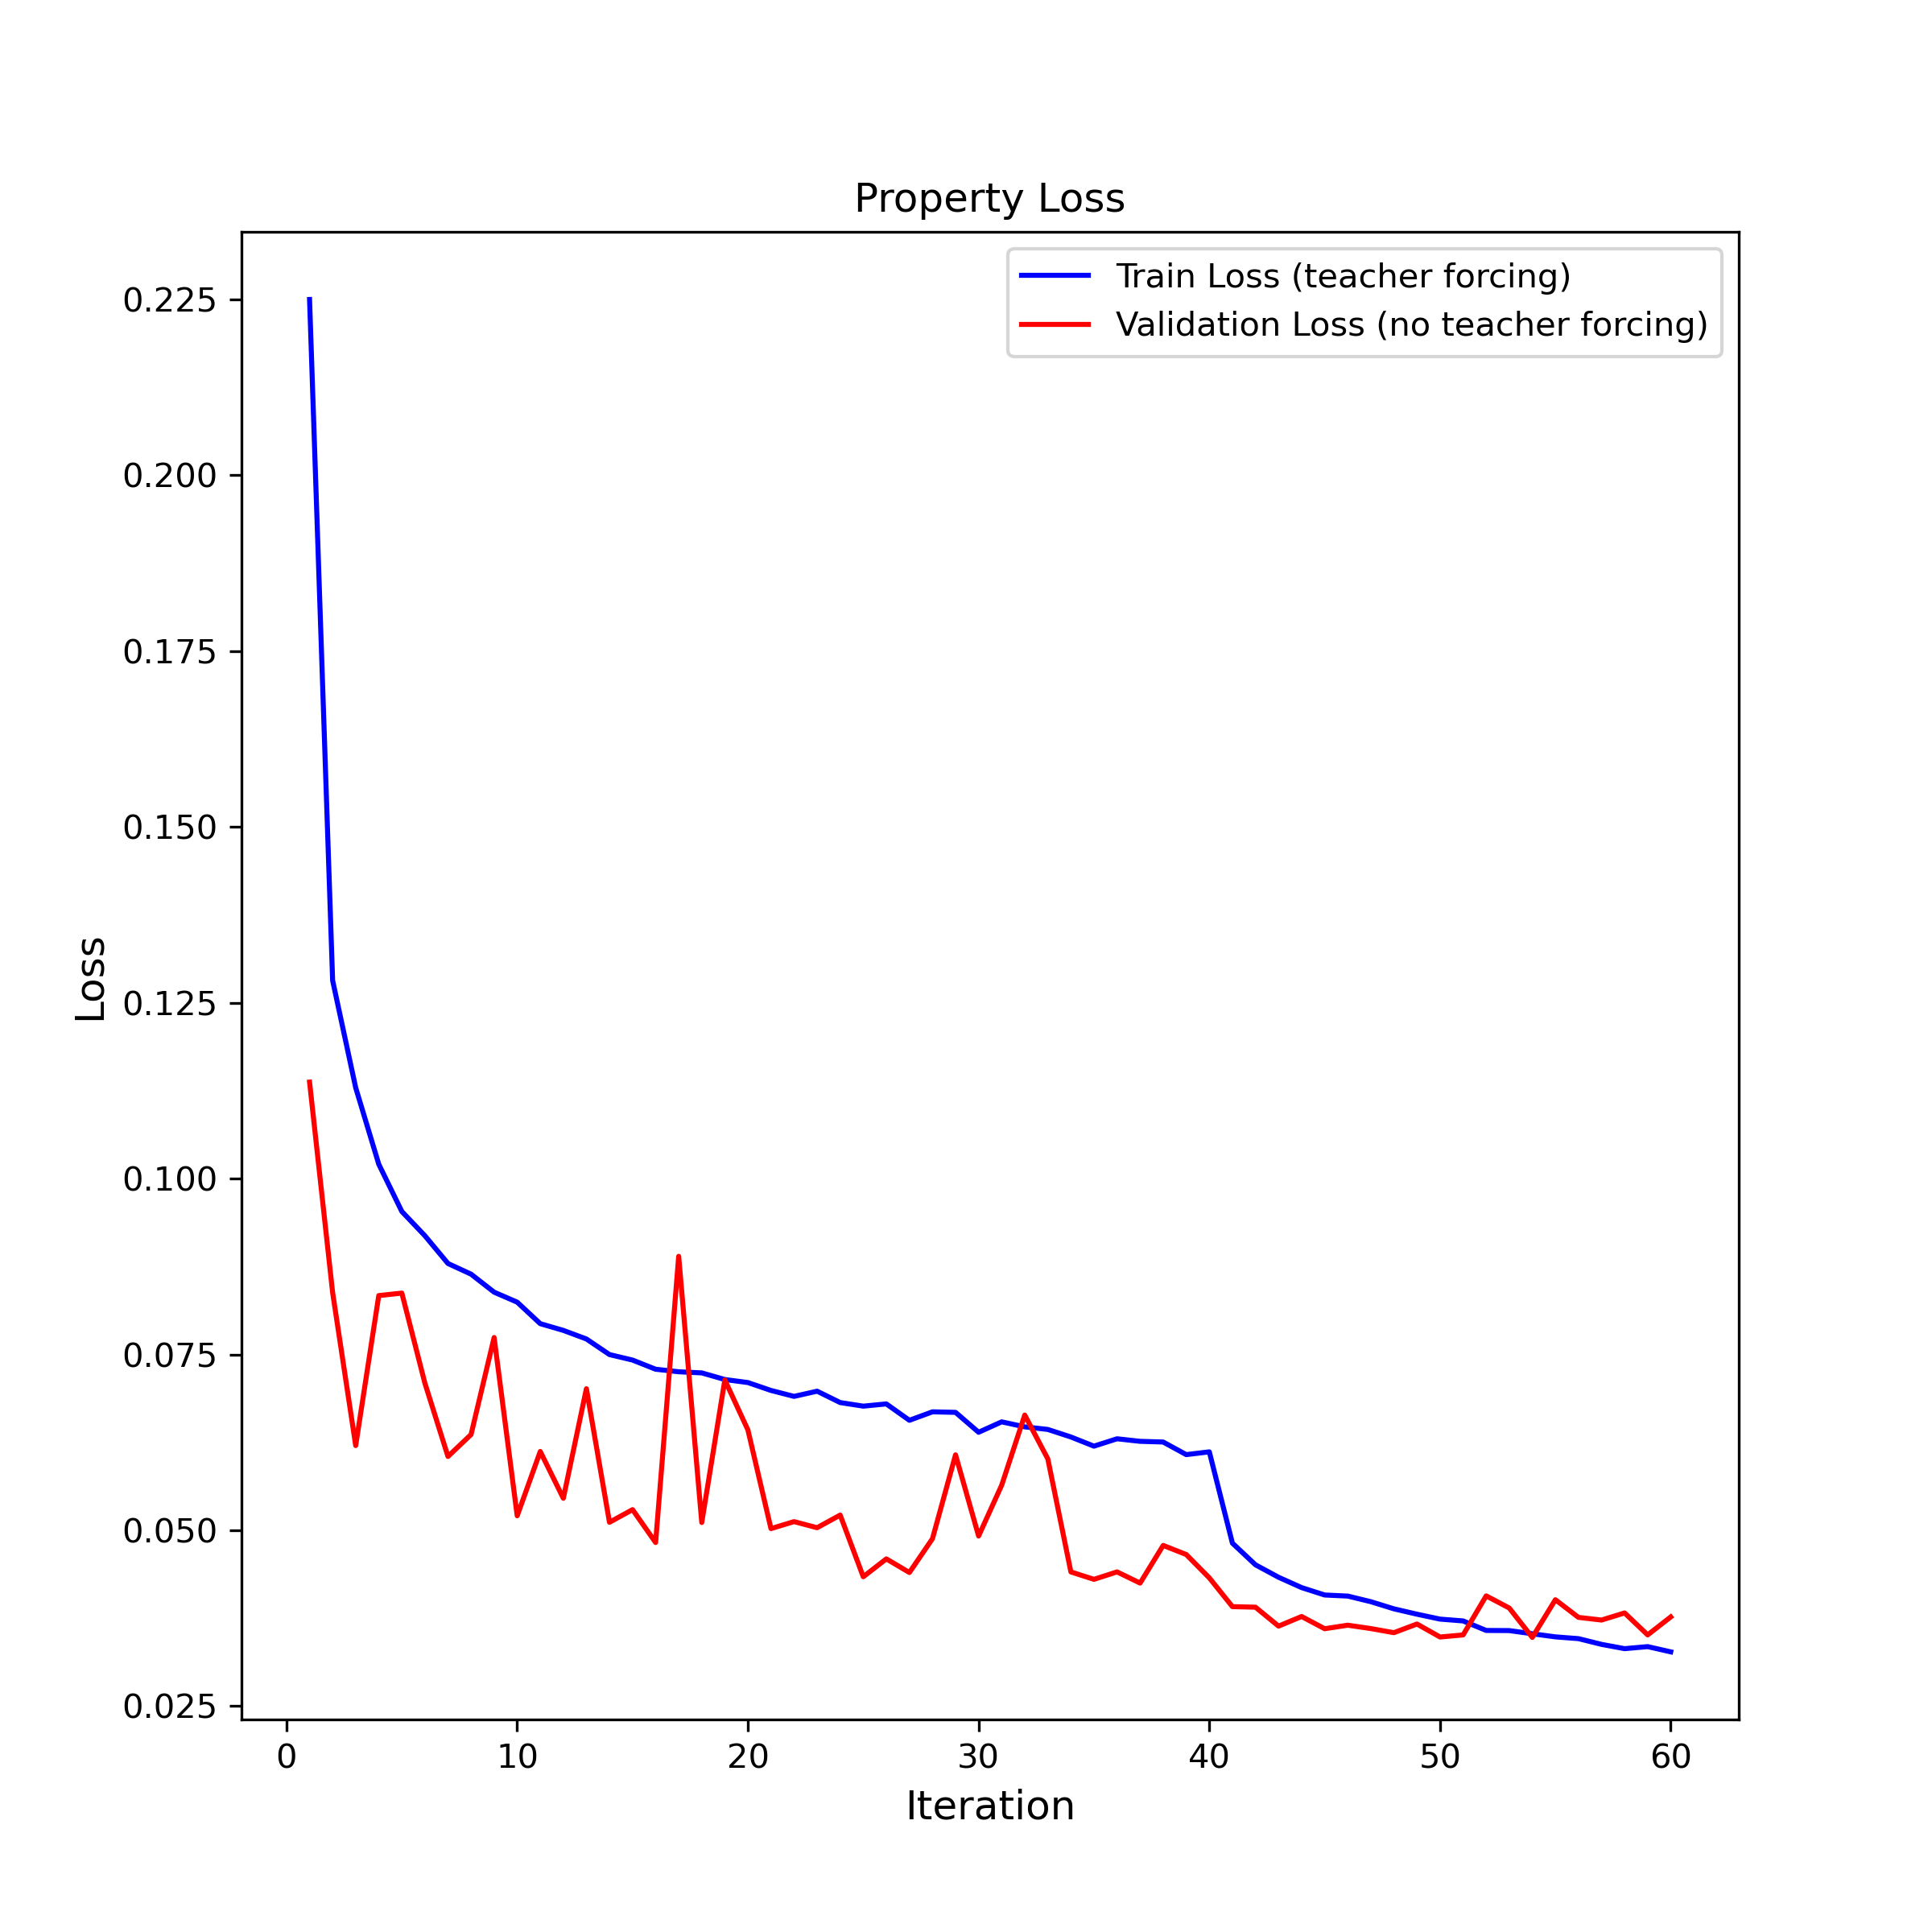 Property Loss
Train Loss (teacher forcing)
Validation Loss (no teacher forcing)
0.225
0.200
0.175
0.150
0.125
0.100
0.075
0.050
0.025
Loss
0 10 20 30 40 50 60
Iteration